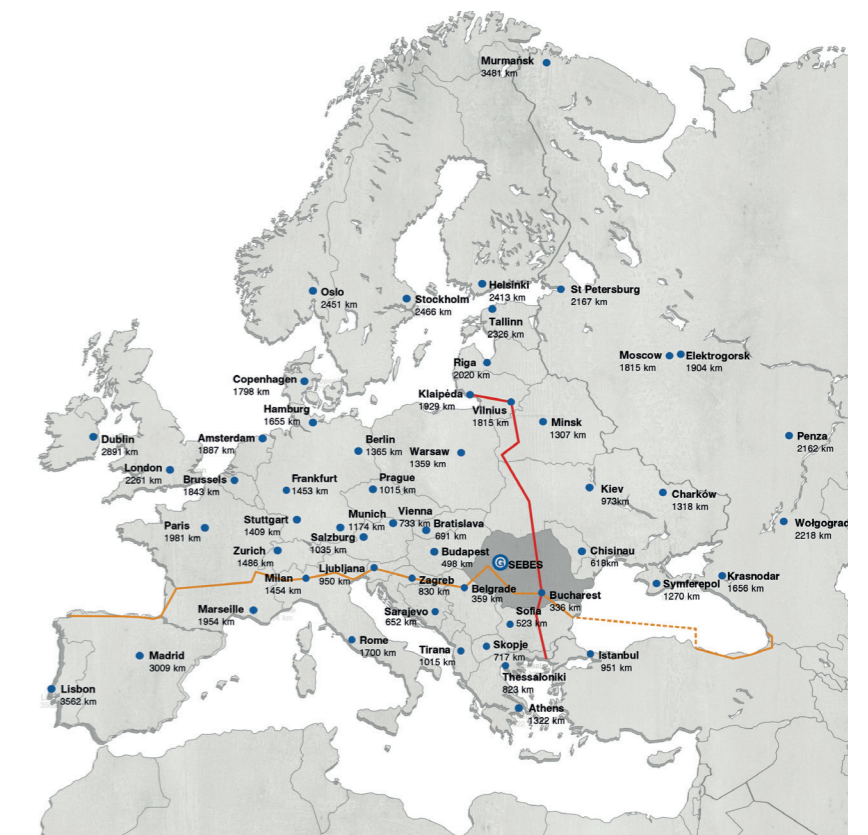 Murmańsk
3481 km
Oslo
2451 km
Stockholm
2466 km
Helsinki
2413 km
St Petersburg
2167 km
Tallinn
2326 km
Riga
2020 km
Moscow
1815 km
Elektrogorsk
1904 km
Copenhagen
1798 km
Klaipėda
1929 km
Vilnius
1815 km
Hamburg
1655 km
Minsk
1307 km
Penza
2162 km
Dublin
2891 km
Amsterdam
1887 km
Berlin
1365 km
Warsaw
1359 km
London
2261 km
Brussels
1843 km
Frankfurt
1453 km
Prague
1015 km
Kiev
973km
Charków
1318 km
Paris
1981 km
Stuttgart
1409 km
Munich
1174 km
Vienna
733 km
Bratislava
691 km
Wołgograd
2218 km
Salzburg
1035 km
Zurich
1486 km
Budapest
498 km
G
SEBES
Chisinau
618km
Milan
1454 km
Ljubljana
950 km
Zagreb
830 km
Belgrade
359 km
Bucharest
336 km
Symferepol
1270 km
Krasnodar
1656 km
Marseille
1954 km
Sarajevo
652 km
Sofia
523 km
Madrid
3009 km
Rome
1700 km
Tirana
1015 km
Skopje
717 km
Istanbul
951 km
Thessaloniki
823 km
Lisbon
3562 km
Athens
1322 km